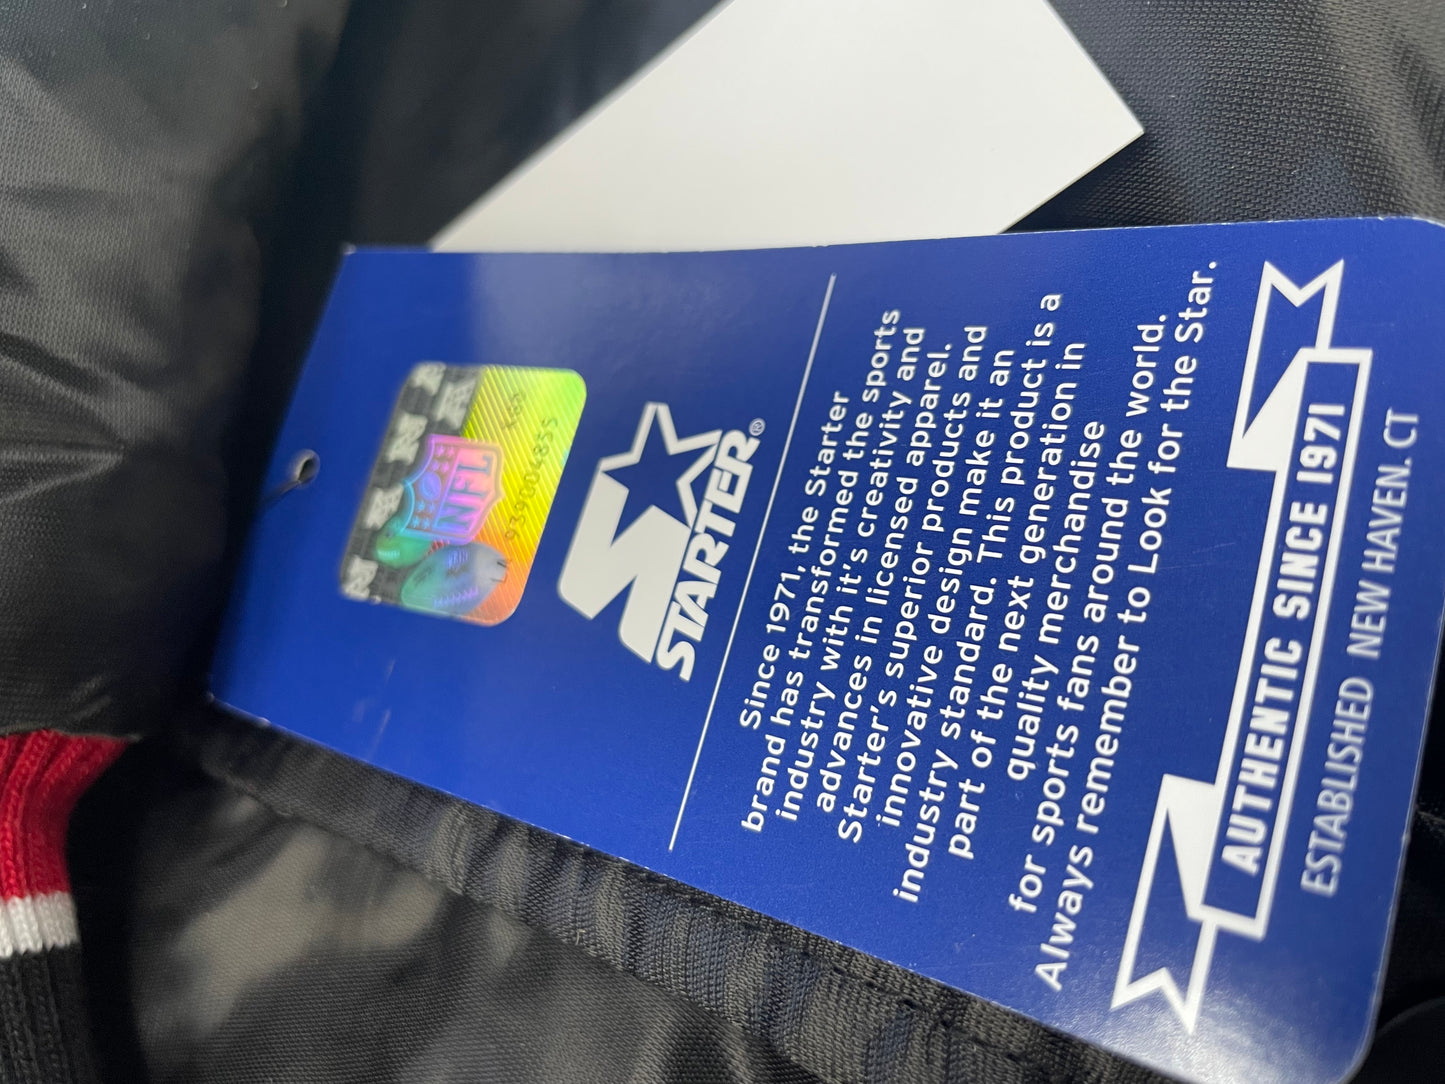 NFL
K60
939004855
STARTER®
Since 1971, the Starter
brand has transformed the sports
industry with it's creativity and
advances in licensed apparel.
Starter's superior products and
innovative design make it an
industry standard. This product is a
part of the next generation in
quality merchandise
for sports fans around the world.
Always remember to Look for the Star.
AUTHENTIC SINCE 1971
ESTABLISHED NEW HAVEN. CT